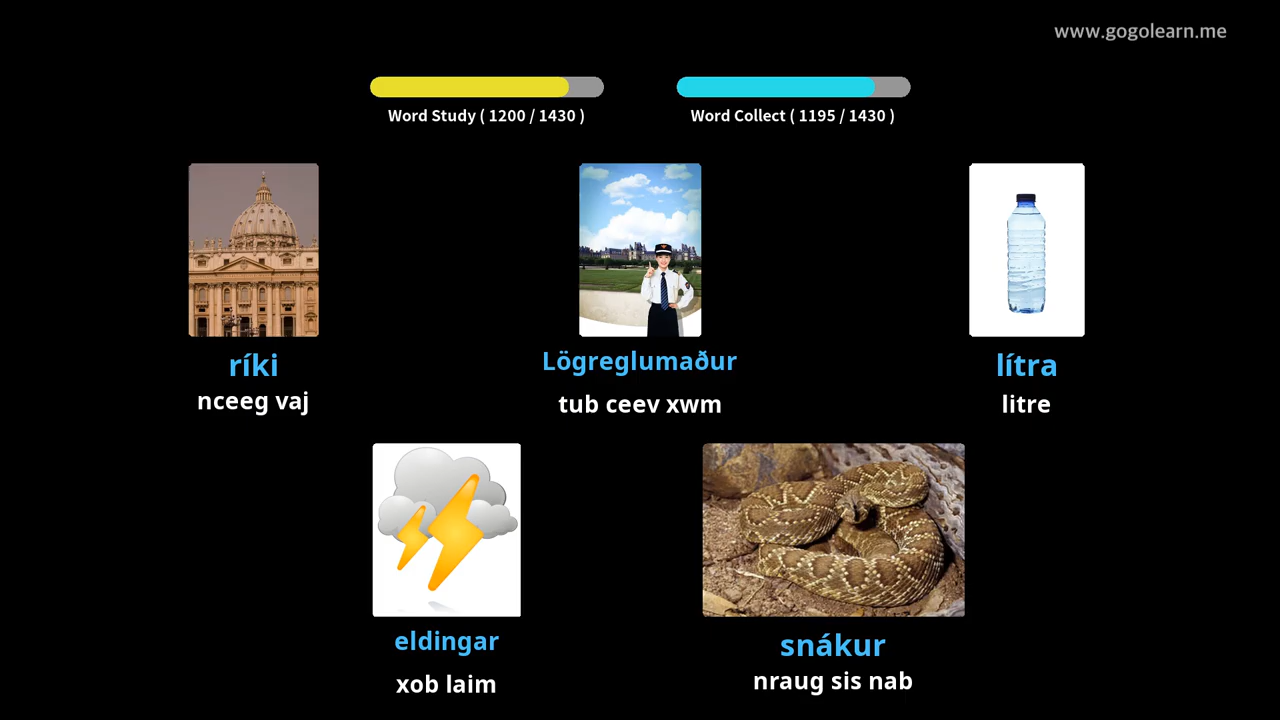 www.gogolearn.me
Word Study ( 1200 / 1430 )
Word Collect ( 1195 / 1430 )
ríki
nceeg vaj
Lögreglumaður
tub ceev xwm
lítra
litre
eldingar
xob laim
snákur
nraug sis nab